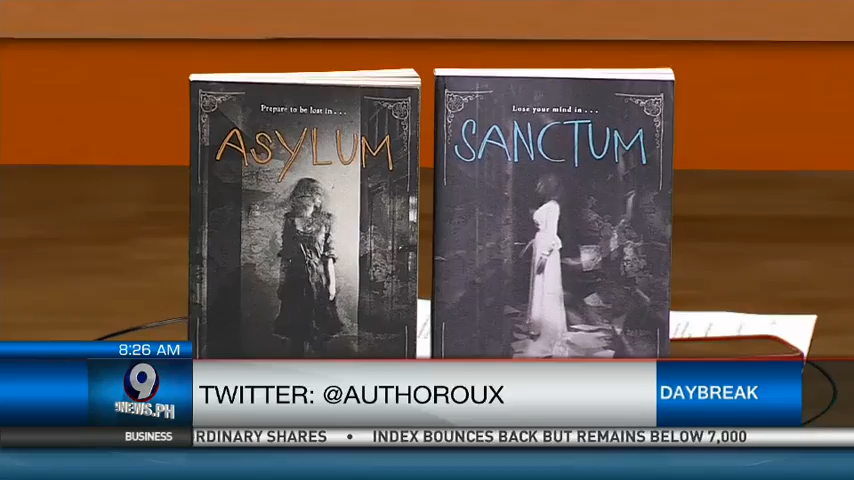 Prepare to be lost in...
ASYLUM
Lose your mind in...
SANCTUM
8:26 AM
9
9NEWS.PH
TWITTER: @AUTHOROUX
DAYBREAK
BUSINESS
RDINARY SHARES • INDEX BOUNCES BACK BUT REMAINS BELOW 7,000